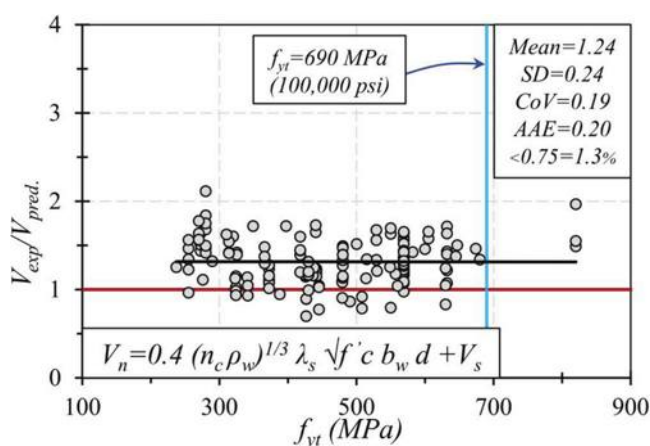 4
3
2
1
0
V_exp/V_pred.
f_yt=690 MPa
(100,000 psi)
Mean=1.24
SD=0.24
CoV=0.19
AAE=0.20
<0.75=1.3%
V_n=0.4 (n_c ρ_w)^1/3 λ_s √f'c b_w d +V_s
100 300 500 700 900
f_yt (MPa)